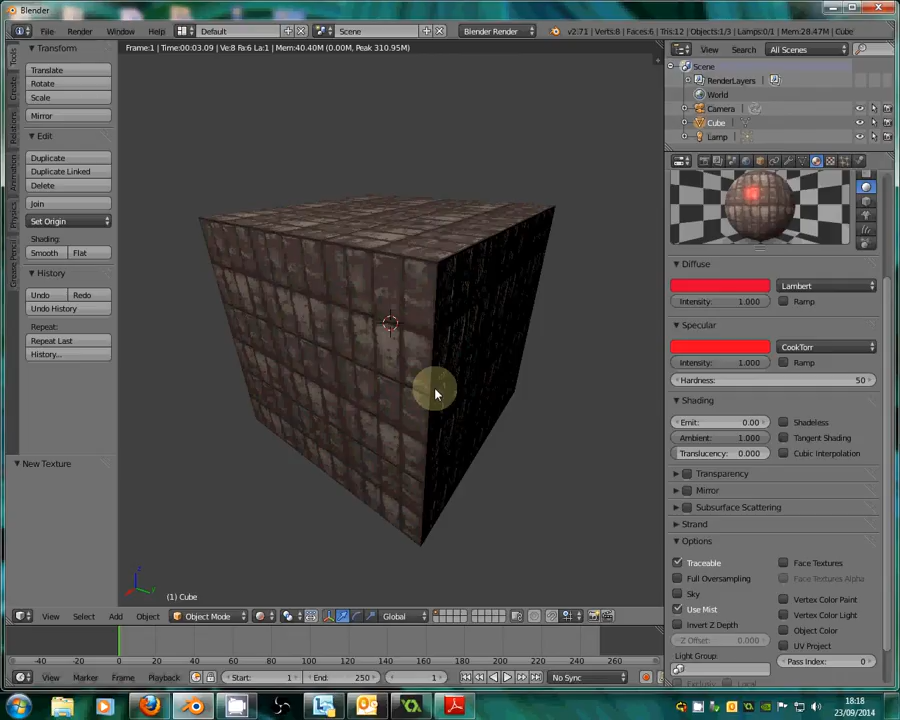 Blender
File Render Window Help Default Scene Blender Render v2.71 | Verts:8 | Faces:6 | Tris:12 | Objects:1/3 | Lamps:0/1 | Mem:28.47M | Cube
Frame:1 | Time:00:03.09 | Ve:8 Fa:6 La:1 | Mem:40.40M (0.00M, Peak 310.95M)
Tools
Create
Relations
Animation
Physics
Grease Pencil
Transform
Translate
Rotate
Scale
Mirror
Edit
Duplicate
Duplicate Linked
Delete
Join
Set Origin
Shading:
Smooth Flat
History
Undo Redo
Undo History
Repeat:
Repeat Last
History...
New Texture
View Search All Scenes
Scene
RenderLayers
World
Camera
Cube
Lamp
Diffuse
Lambert
Intensity: 1.000 Ramp
Specular
CookTorr
Intensity: 1.000 Ramp
Hardness: 50
Shading
Emit: 0.00 Shadeless
Ambient: 1.000 Tangent Shading
Translucency: 0.000 Cubic Interpolation
Transparency
Mirror
Subsurface Scattering
Strand
Options
Traceable Face Textures
Full Oversampling Face Textures Alpha
Sky Vertex Color Paint
Use Mist Vertex Color Light
Invert Z Depth Object Color
Z Offset: 0.000 UV Project
Light Group: Pass Index: 0
Exclusive Local
z
y
(1) Cube
View Select Add Object Object Mode Global
-40 -20 0 20 40 60 80 100 120 140 160 180 200 220 240 260
View Marker Frame Playback Start: 1 End: 250 1 No Sync
18:18
23/09/2014